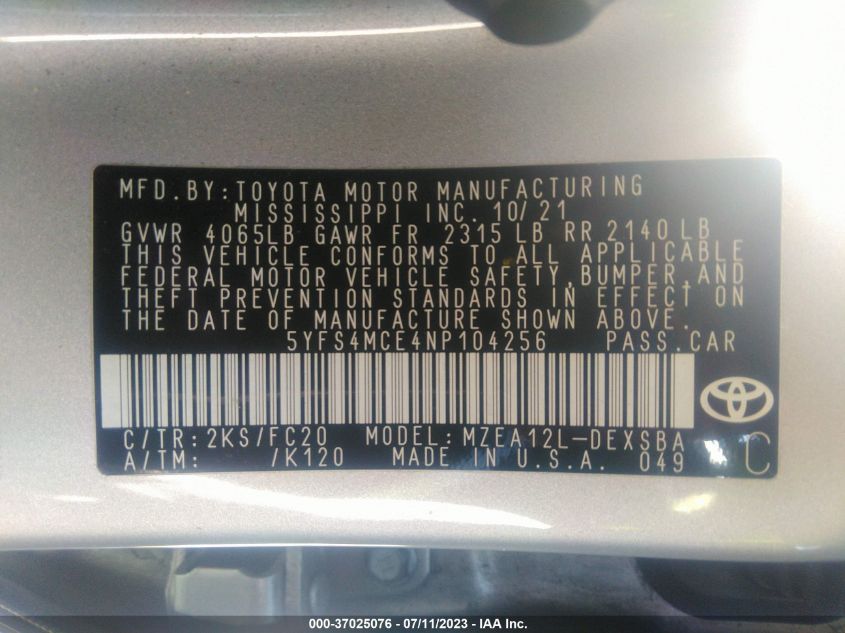 MFD.BY:TOYOTA MOTOR MANUFACTURING
MISSISSIPPI INC. 10/21
GVWR 4065LB GAWR FR 2315 LB RR 2140 LB
THIS VEHICLE CONFORMS TO ALL APPLICABLE
FEDERAL MOTOR VEHICLE SAFETY,BUMPER,AND
THEFT PREVENTION STANDARDS IN EFFECT ON
THE DATE OF MANUFACTURE SHOWN ABOVE.
5YFS4MCE4NP104256 PASS.CAR
C/TR:2KS/FC20 MODEL:MZEA12L-DEXSBA
A/TM: /K120 MADE IN U.S.A. 049 C
000-37025076 - 07/11/2023 - IAA Inc.